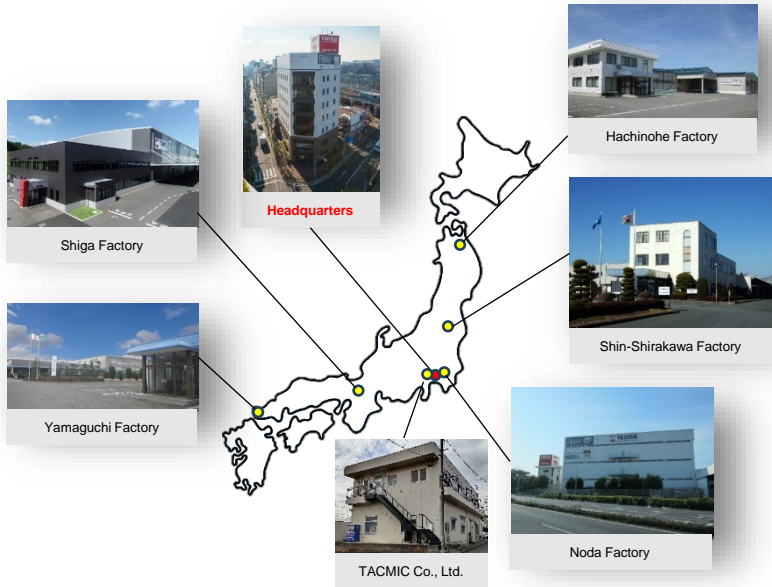 Headquarters
Hachinohe Factory
Shiga Factory
Shin-Shirakawa Factory
Yamaguchi Factory
TACMIC Co., Ltd.
Noda Factory